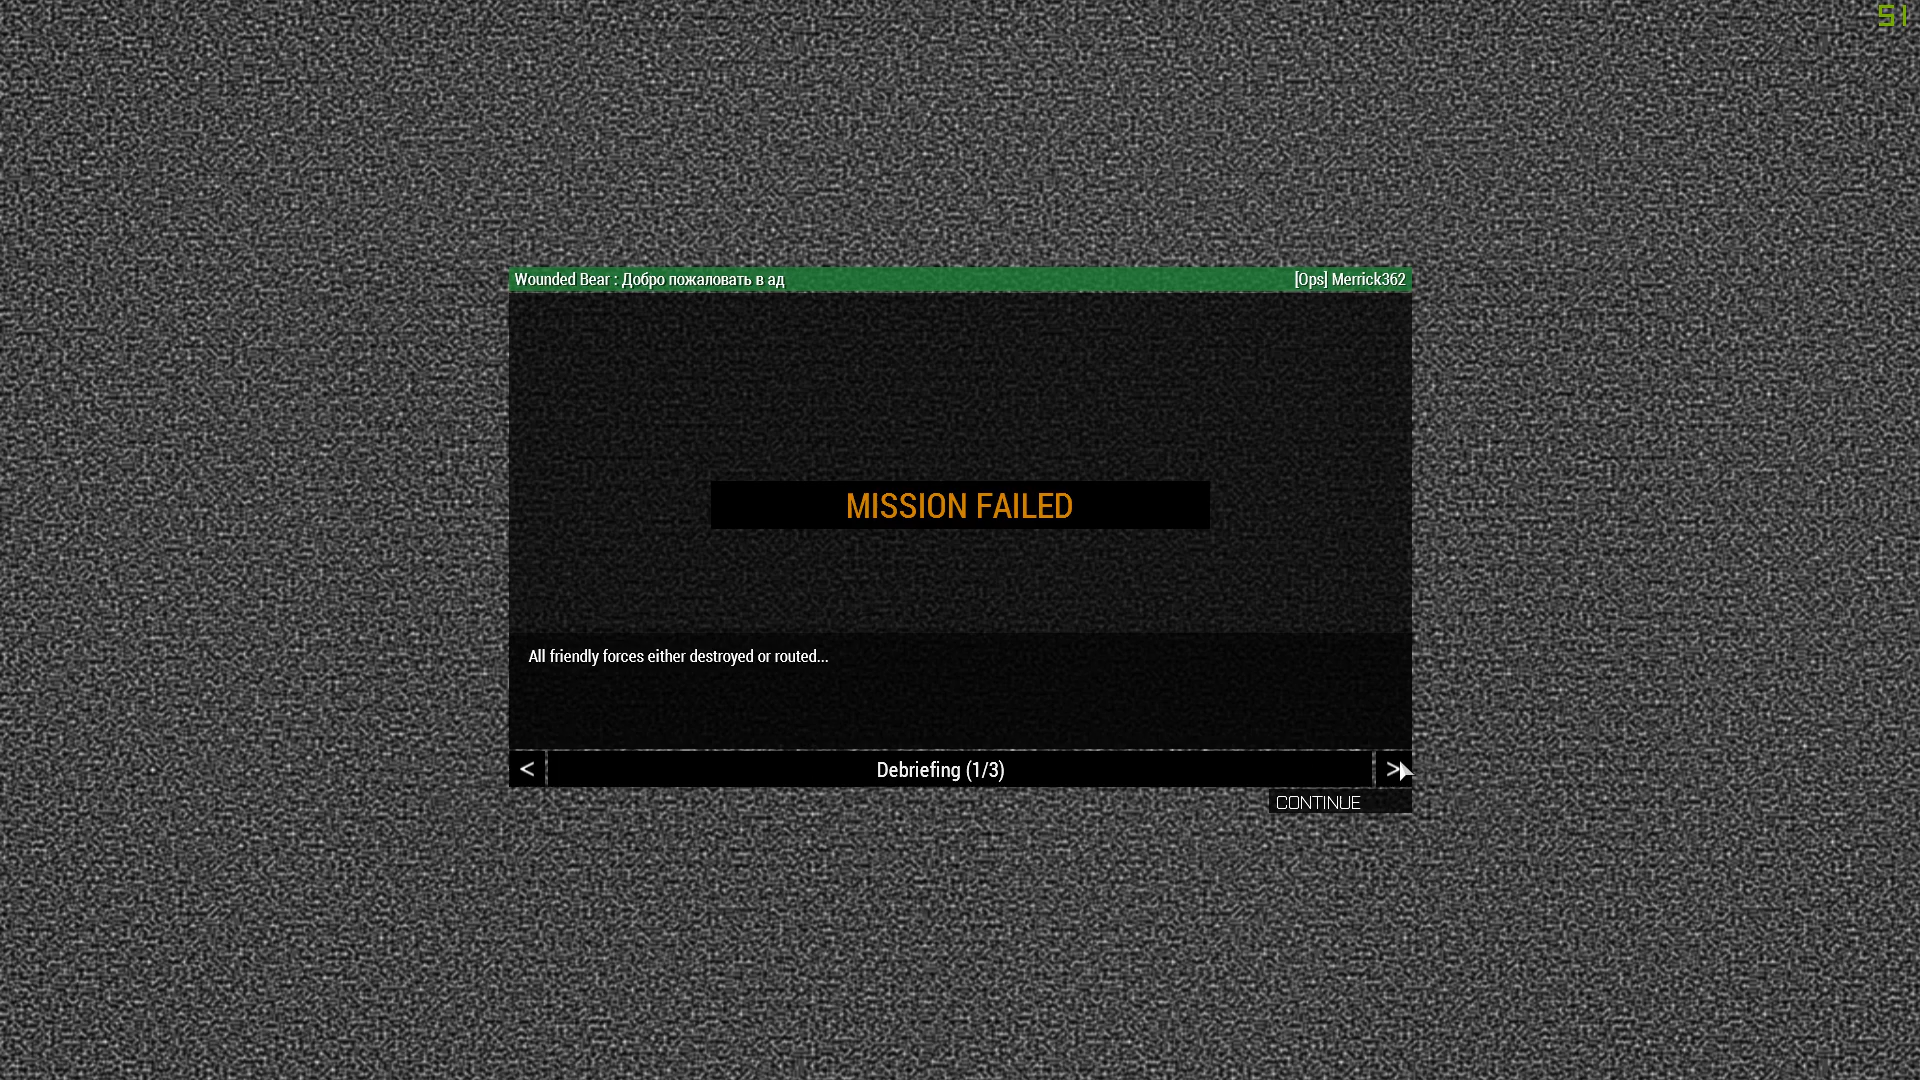 51
Wounded Bear : Добро пожаловать в ад
[Ops] Merrick362
MISSION FAILED
All friendly forces either destroyed or routed...
<
Debriefing (1/3)
>
CONTINUE